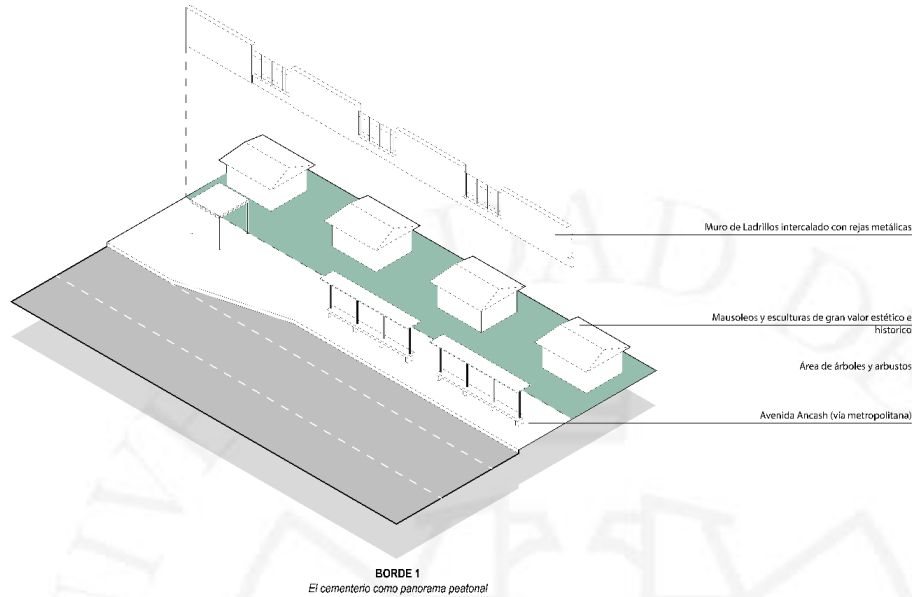 Muro de Ladrillos intercalado con rejas metálicas
Mausoleos y esculturas de gran valor estético e
historico
Área de árboles y arbustos
Avenida Ancash (vía metropolitana)
BORDE 1
El cementerio como panorama peatonal